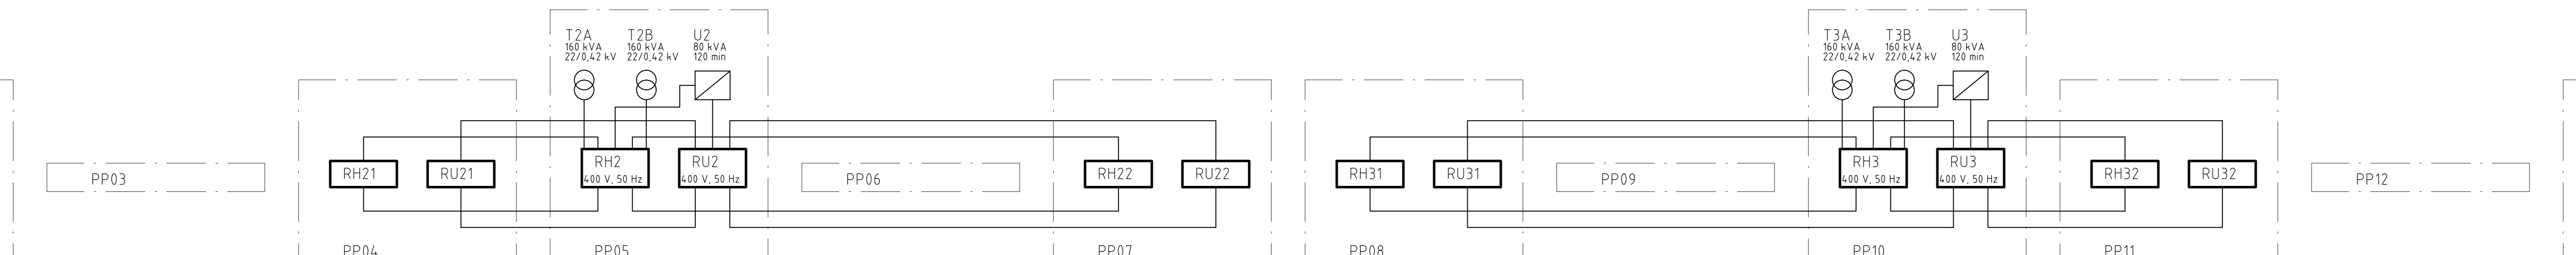 T2A
160 kVA
22/0,42 kV
T2B
160 kVA
22/0,42 kV
U2
80 kVA
120 min
T3A
160 kVA
22/0,42 kV
T3B
160 kVA
22/0,42 kV
U3
80 kVA
120 min
PP03
RH21
RU21
RH2
400 V, 50 Hz
RU2
400 V, 50 Hz
PP06
RH22
RU22
RH31
RU31
PP09
RH3
400 V, 50 Hz
RU3
400 V, 50 Hz
RH32
RU32
PP12
PP04
PP05
PP07
PP08
PP10
PP11